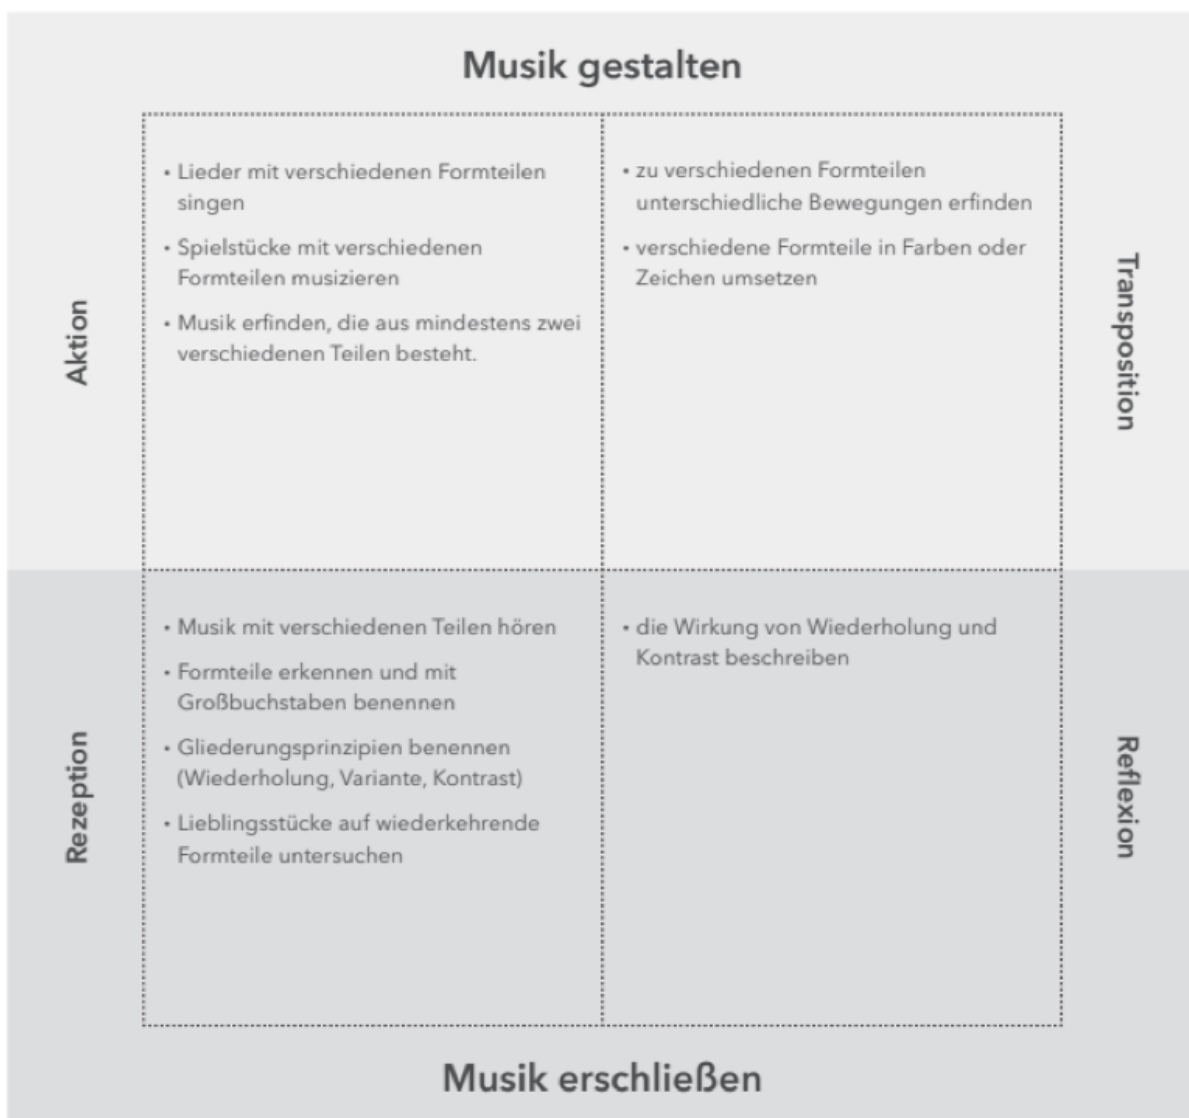 Musik gestalten
Aktion
• Lieder mit verschiedenen Formteilen
singen
• Spielstücke mit verschiedenen
Formteilen musizieren
• Musik erfinden, die aus mindestens zwei
verschiedenen Teilen besteht.
• zu verschiedenen Formteilen
unterschiedliche Bewegungen erfinden
• verschiedene Formteile in Farben oder
Zeichen umsetzen
Transposition
Rezeption
• Musik mit verschiedenen Teilen hören
• Formteile erkennen und mit
Großbuchstaben benennen
• Gliederungsprinzipien benennen
(Wiederholung, Variante, Kontrast)
• Lieblingsstücke auf wiederkehrende
Formteile untersuchen
• die Wirkung von Wiederholung und
Kontrast beschreiben
Reflexion
Musik erschließen